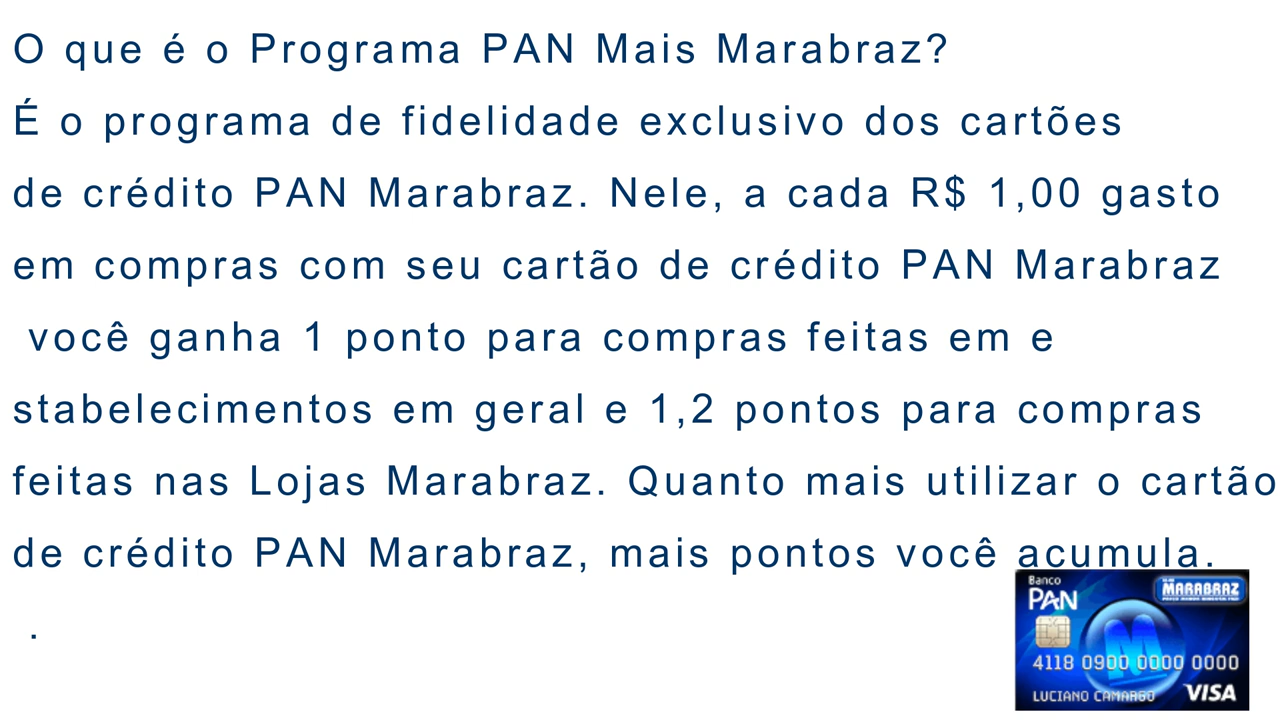 O que é o Programa PAN Mais Marabraz?
É o programa de fidelidade exclusivo dos cartões
de crédito PAN Marabraz. Nele, a cada R$ 1,00 gasto
em compras com seu cartão de crédito PAN Marabraz
você ganha 1 ponto para compras feitas em e
stabelecimentos em geral e 1,2 pontos para compras
feitas nas Lojas Marabraz. Quanto mais utilizar o cartão
de crédito PAN Marabraz, mais pontos você acumula.
.
Banco
PAN
MARABRAZ
4118 0900 0000 0000
LUCIANO CAMARGO
VISA